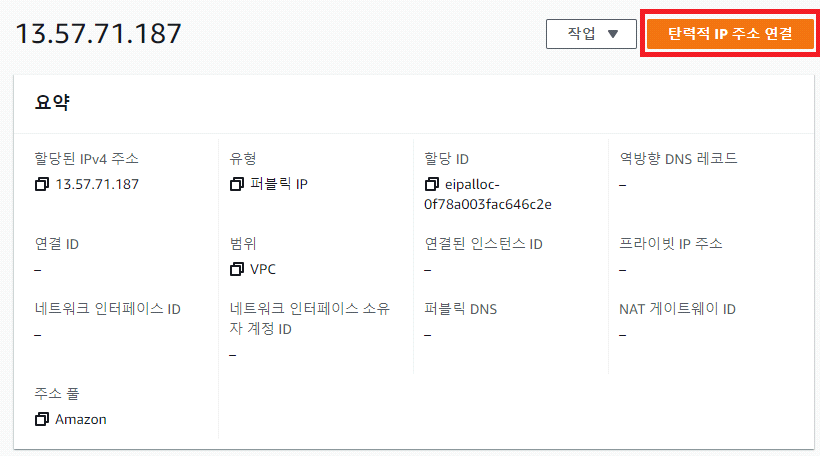 13.57.71.187
작업 ▼
탄력적 IP 주소 연결
요약
할당된 IPv4 주소
13.57.71.187
유형
퍼블릭 IP
할당 ID
eipalloc-
0f78a003fac646c2e
역방향 DNS 레코드
–
연결 ID
–
범위
VPC
연결된 인스턴스 ID
–
프라이빗 IP 주소
–
네트워크 인터페이스 ID
–
네트워크 인터페이스 소유
자 계정 ID
–
퍼블릭 DNS
–
NAT 게이트웨이 ID
–
주소 풀
Amazon